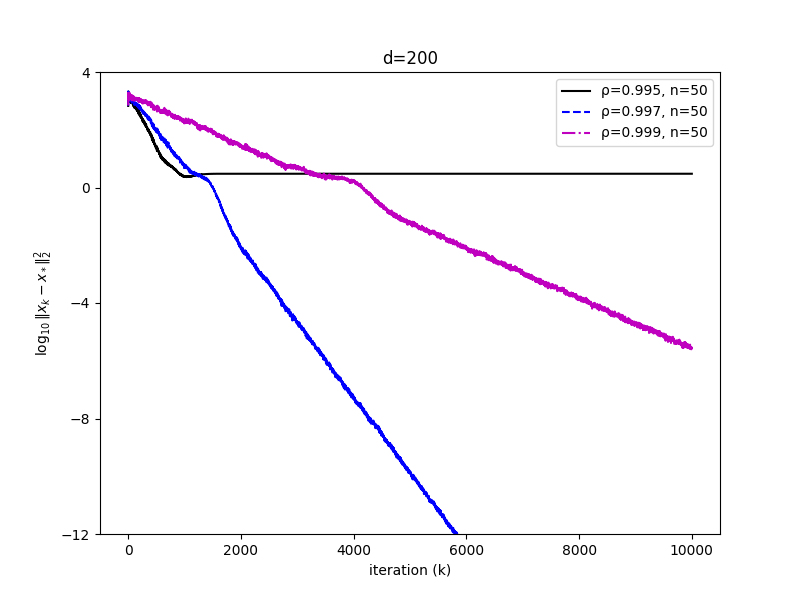 d=200
4
0
−4
−8
−12
log₁₀ ‖x_k − x_*‖₂²
0 2000 4000 6000 8000 10000
iteration (k)
ρ=0.995, n=50
ρ=0.997, n=50
ρ=0.999, n=50